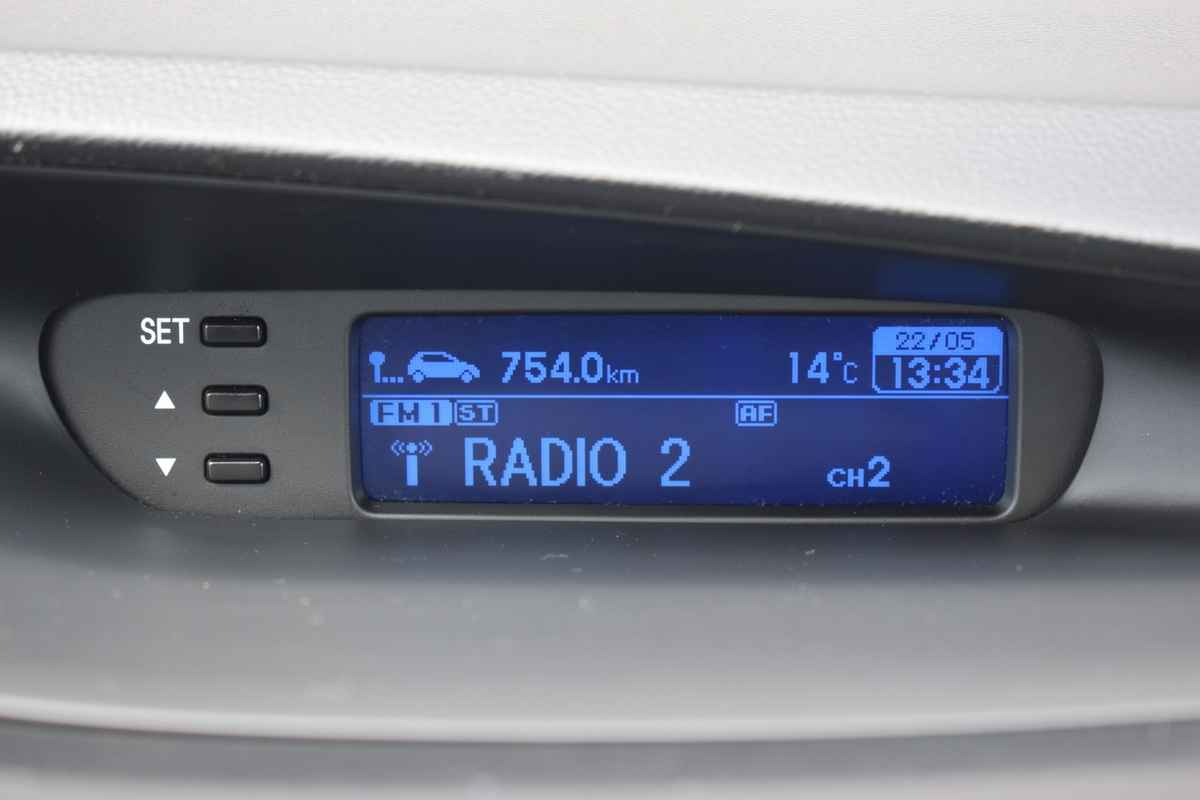 SET
▲
▼
754.0km 14°C
22/05
13:34
FM 1 ST AF
RADIO 2 CH2